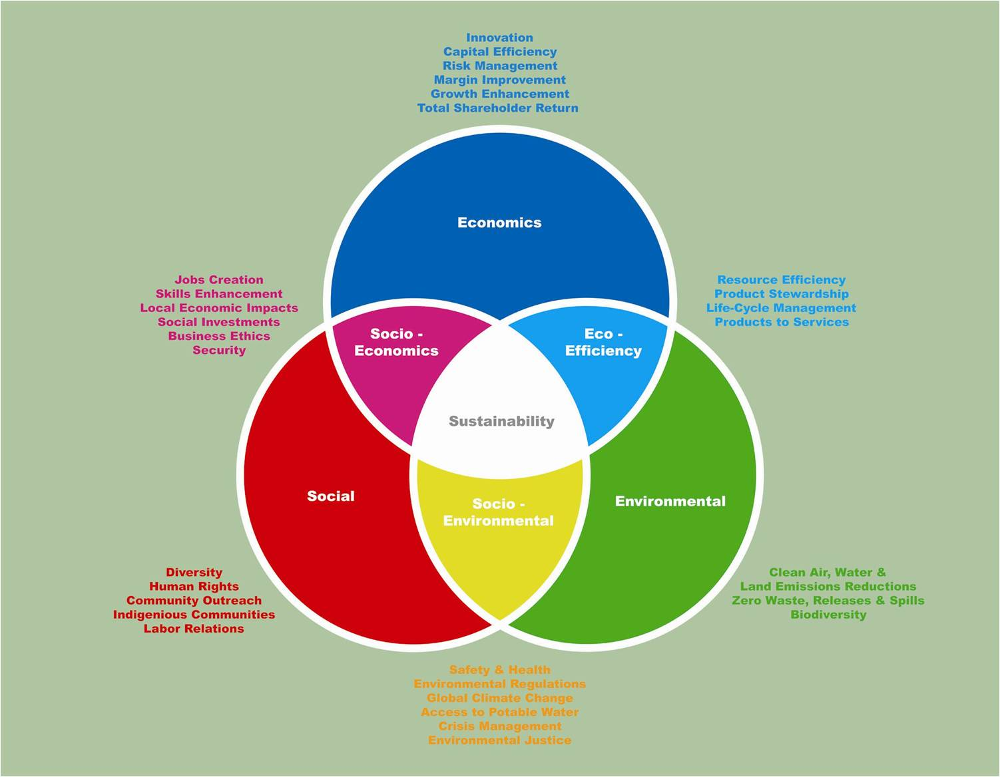 Innovation
Capital Efficiency
Risk Management
Margin Improvement
Growth Enhancement
Total Shareholder Return
Economics
Jobs Creation
Skills Enhancement
Local Economic Impacts
Social Investments
Business Ethics
Security
Resource Efficiency
Product Stewardship
Life-Cycle Management
Products to Services
Socio -
Economics
Eco -
Efficiency
Sustainability
Social
Socio -
Environmental
Environmental
Diversity
Human Rights
Community Outreach
Indigenious Communities
Labor Relations
Clean Air, Water &
Land Emissions Reductions
Zero Waste, Releases & Spills
Biodiversity
Safety & Health
Environmental Regulations
Global Climate Change
Access to Potable Water
Crisis Management
Environmental Justice